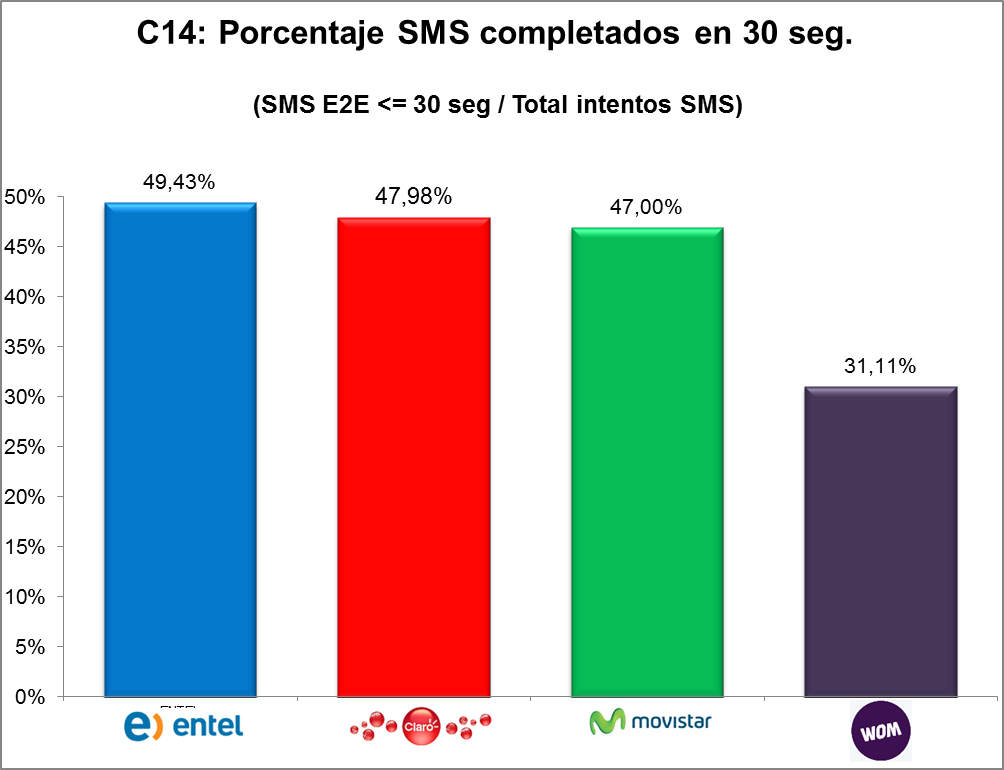 C14: Porcentaje SMS completados en 30 seg.
(SMS E2E <= 30 seg / Total intentos SMS)
49,43%
47,98%
47,00%
31,11%
50%
45%
40%
35%
30%
25%
20%
15%
10%
5%
0%
ENTEL
entel
Claro
movistar
WOM